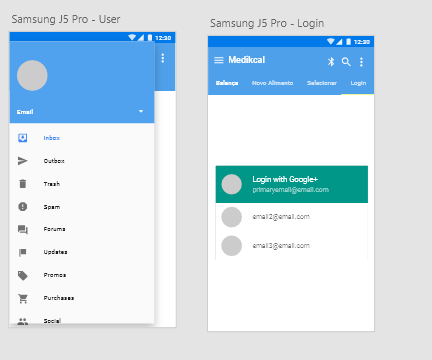 Samsung J5 Pro - User
12:30
Email
Inbox
Outbox
Trash
Spam
Forums
Updates
Promos
Purchases
Social
Samsung J5 Pro - Login
12:30
Medikcal
Balança Novo Alimento Selecionar Login
Login with Google+
primaryemail@email.com
email2@email.com
email3@email.com